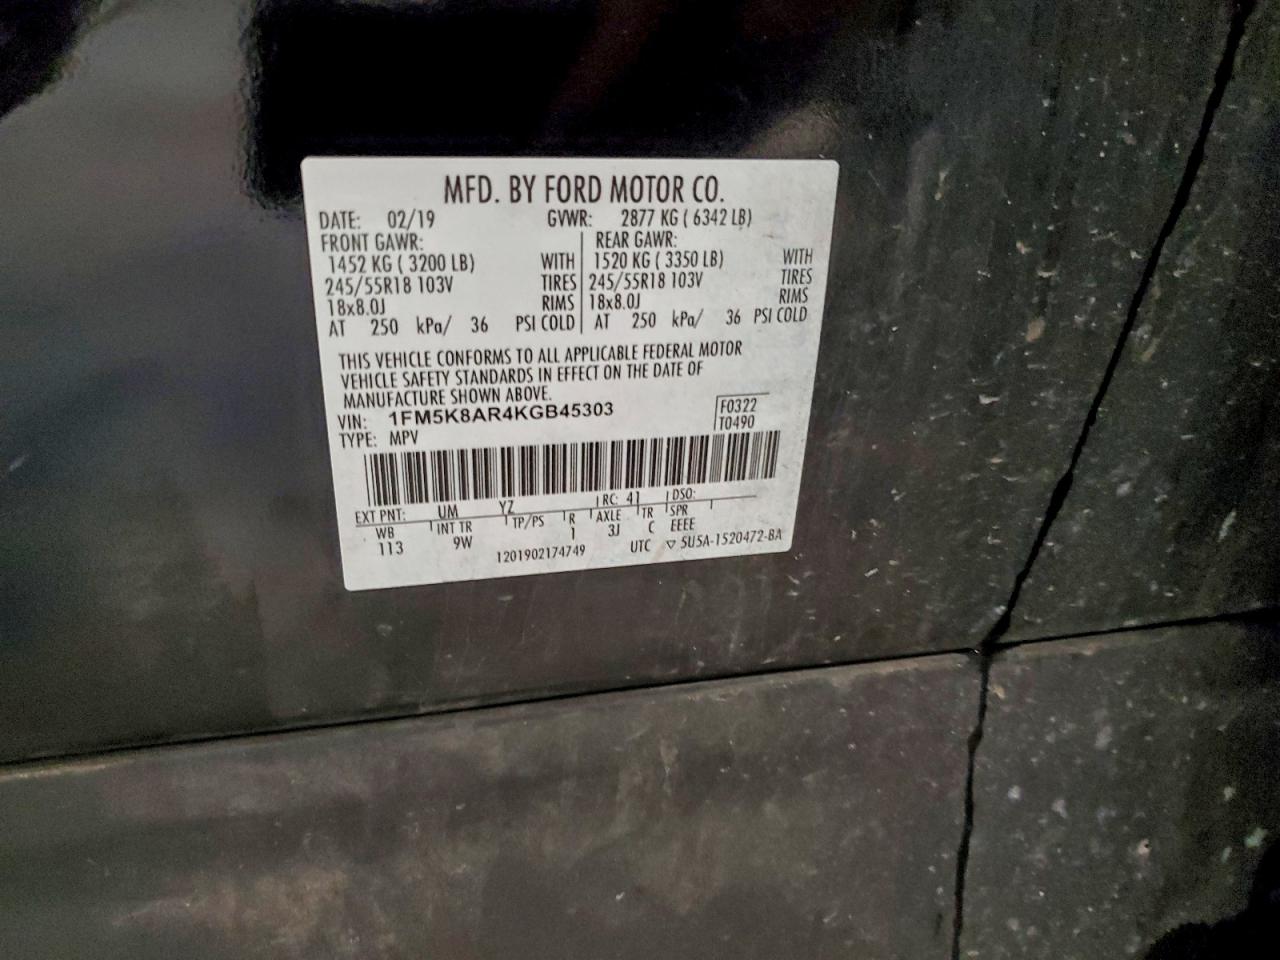 MFD. BY FORD MOTOR CO.
DATE: 02/19 GVWR: 2877 KG ( 6342 LB)
FRONT GAWR: REAR GAWR:
1452 KG ( 3200 LB) WITH 1520 KG ( 3350 LB) WITH
245/55R18 103V TIRES 245/55R18 103V TIRES
18x8.0J RIMS 18x8.0J RIMS
AT 250 kPa/ 36 PSI COLD AT 250 kPa/ 36 PSI COLD
THIS VEHICLE CONFORMS TO ALL APPLICABLE FEDERAL MOTOR
VEHICLE SAFETY STANDARDS IN EFFECT ON THE DATE OF
MANUFACTURE SHOWN ABOVE.
VIN: 1FM5K8AR4KGB45303 F0322
TYPE: MPV T0490
EXT PNT: UM YZ RC: 41 DSO:
WB INT TR TP/PS R AXLE TR SPR
113 9W 1 3J C EEEE
1201902174749 UTC ▽ 5U5A-1520472-BA